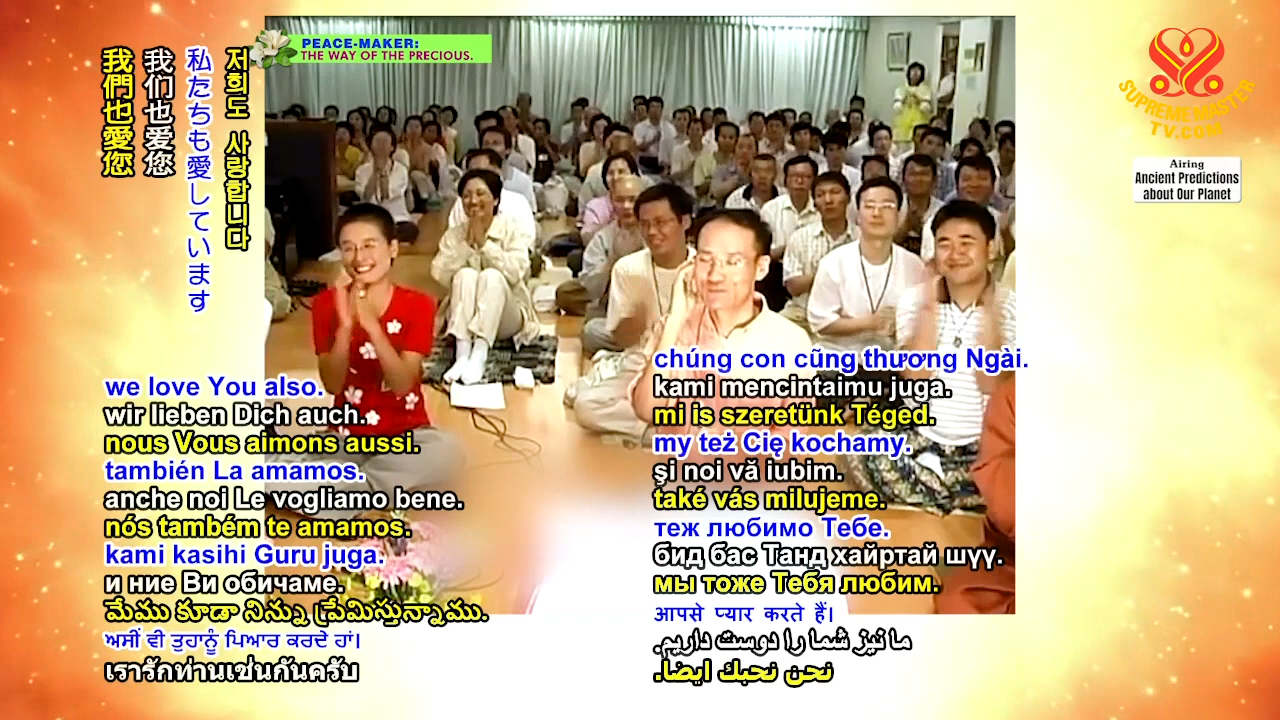 PEACE-MAKER:
THE WAY OF THE PRECIOUS.
SUPREME MASTER
TV.COM
Airing
Ancient Predictions
about Our Planet
我們也愛您
我们也爱您
私たちも愛しています
저희도 사랑합니다
we love You also.
wir lieben Dich auch.
nous Vous aimons aussi.
también La amamos.
anche noi Le vogliamo bene.
nós também te amamos.
kami kasihi Guru juga.
и ние Ви обичаме.
మేము కూడా నిన్ను ప్రేమిస్తున్నాము.
ਅਸੀਂ ਵੀ ਤੁਹਾਨੂੰ ਪਿਆਰ ਕਰਦੇ ਹਾਂ।
เรารักท่านเช่นกันครับ
chúng con cũng thương Ngài.
kami mencintaimu juga.
mi is szeretünk Téged.
my też Cię kochamy.
şi noi vă iubim.
také vás milujeme.
теж любимо Тебе.
бид бас Танд хайртай шүү.
мы тоже Тебя любим.
आपसे प्यार करते हैं।
ما نیز شما را دوست داریم.
نحن نحبك ايضا.